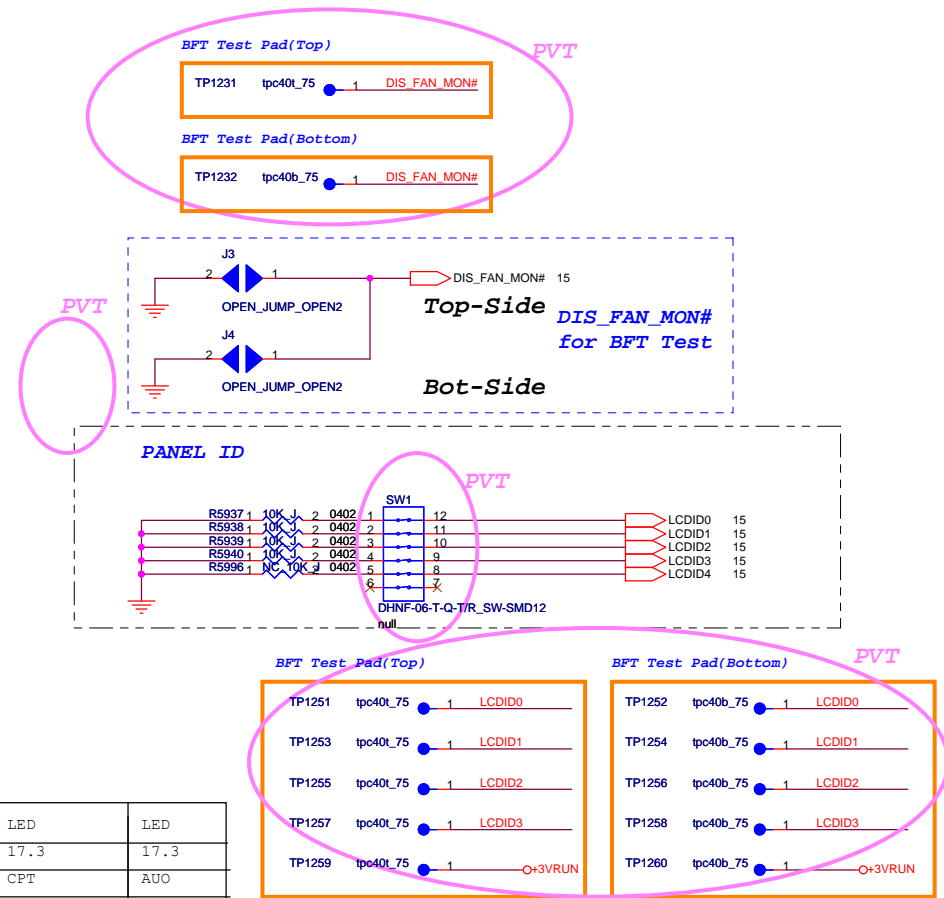 BFT Test Pad(Top)
PVT
TP1231 tpc40t_75 1 DIS_FAN_MON#
BFT Test Pad(Bottom)
TP1232 tpc40b_75 1 DIS_FAN_MON#
J3
2 1 DIS_FAN_MON# 15
OPEN_JUMP_OPEN2
Top-Side
DIS_FAN_MON#
for BFT Test
PVT
J4
2 1
OPEN_JUMP_OPEN2
Bot-Side
PANEL ID
PVT
SW1
R5937 1 10K_J 2 0402 1 12 LCDID0 15
R5938 1 10K_J 2 0402 2 11 LCDID1 15
R5939 1 10K_J 2 0402 3 10 LCDID2 15
R5940 1 10K_J 2 0402 4 9 LCDID3 15
R5996 1 NC_10K_J 2 0402 5 8 LCDID4 15
6 7
DHNF-06-T-Q-T/R_SW-SMD12
null
BFT Test Pad(Top)
BFT Test Pad(Bottom)
PVT
TP1251 tpc40t_75 1 LCDID0
TP1252 tpc40b_75 1 LCDID0
TP1253 tpc40t_75 1 LCDID1
TP1254 tpc40b_75 1 LCDID1
TP1255 tpc40t_75 1 LCDID2
TP1256 tpc40b_75 1 LCDID2
TP1257 tpc40t_75 1 LCDID3
TP1258 tpc40b_75 1 LCDID3
TP1259 tpc40t_75 1 +3VRUN
TP1260 tpc40b_75 1 +3VRUN
LED LED
17.3 17.3
CPT AUO